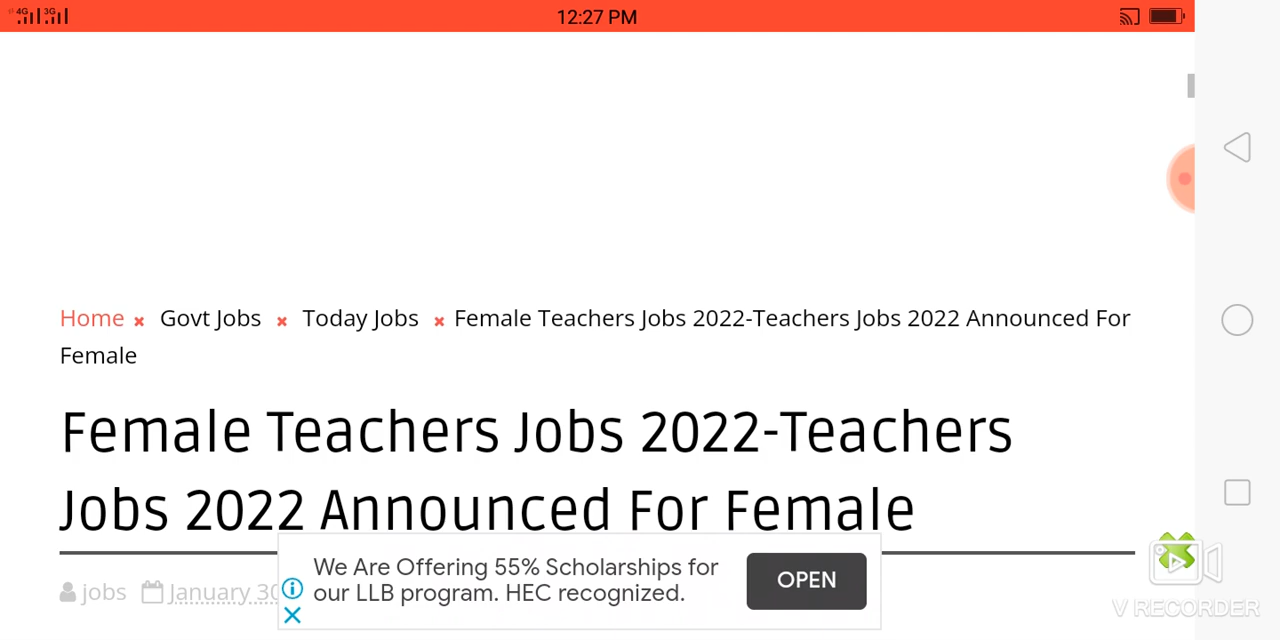 4G 3G 12:27 PM
Home × Govt Jobs × Today Jobs × Female Teachers Jobs 2022-Teachers Jobs 2022 Announced For
Female
Female Teachers Jobs 2022-Teachers
Jobs 2022 Announced For Female
jobs January 30
We Are Offering 55% Scholarships for
our LLB program. HEC recognized.
OPEN
V RECORDER